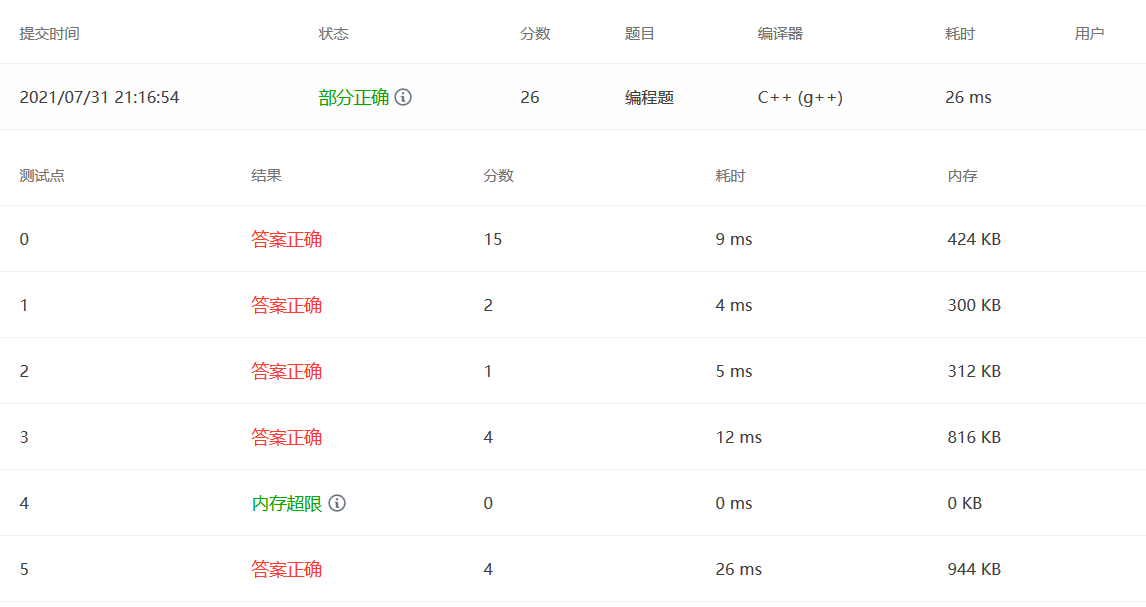 提交时间 状态 分数 题目 编译器 耗时 用户
2021/07/31 21:16:54 部分正确 26 编程题 C++ (g++) 26 ms
测试点 结果 分数 耗时 内存
0 答案正确 15 9 ms 424 KB
1 答案正确 2 4 ms 300 KB
2 答案正确 1 5 ms 312 KB
3 答案正确 4 12 ms 816 KB
4 内存超限 0 0 ms 0 KB
5 答案正确 4 26 ms 944 KB